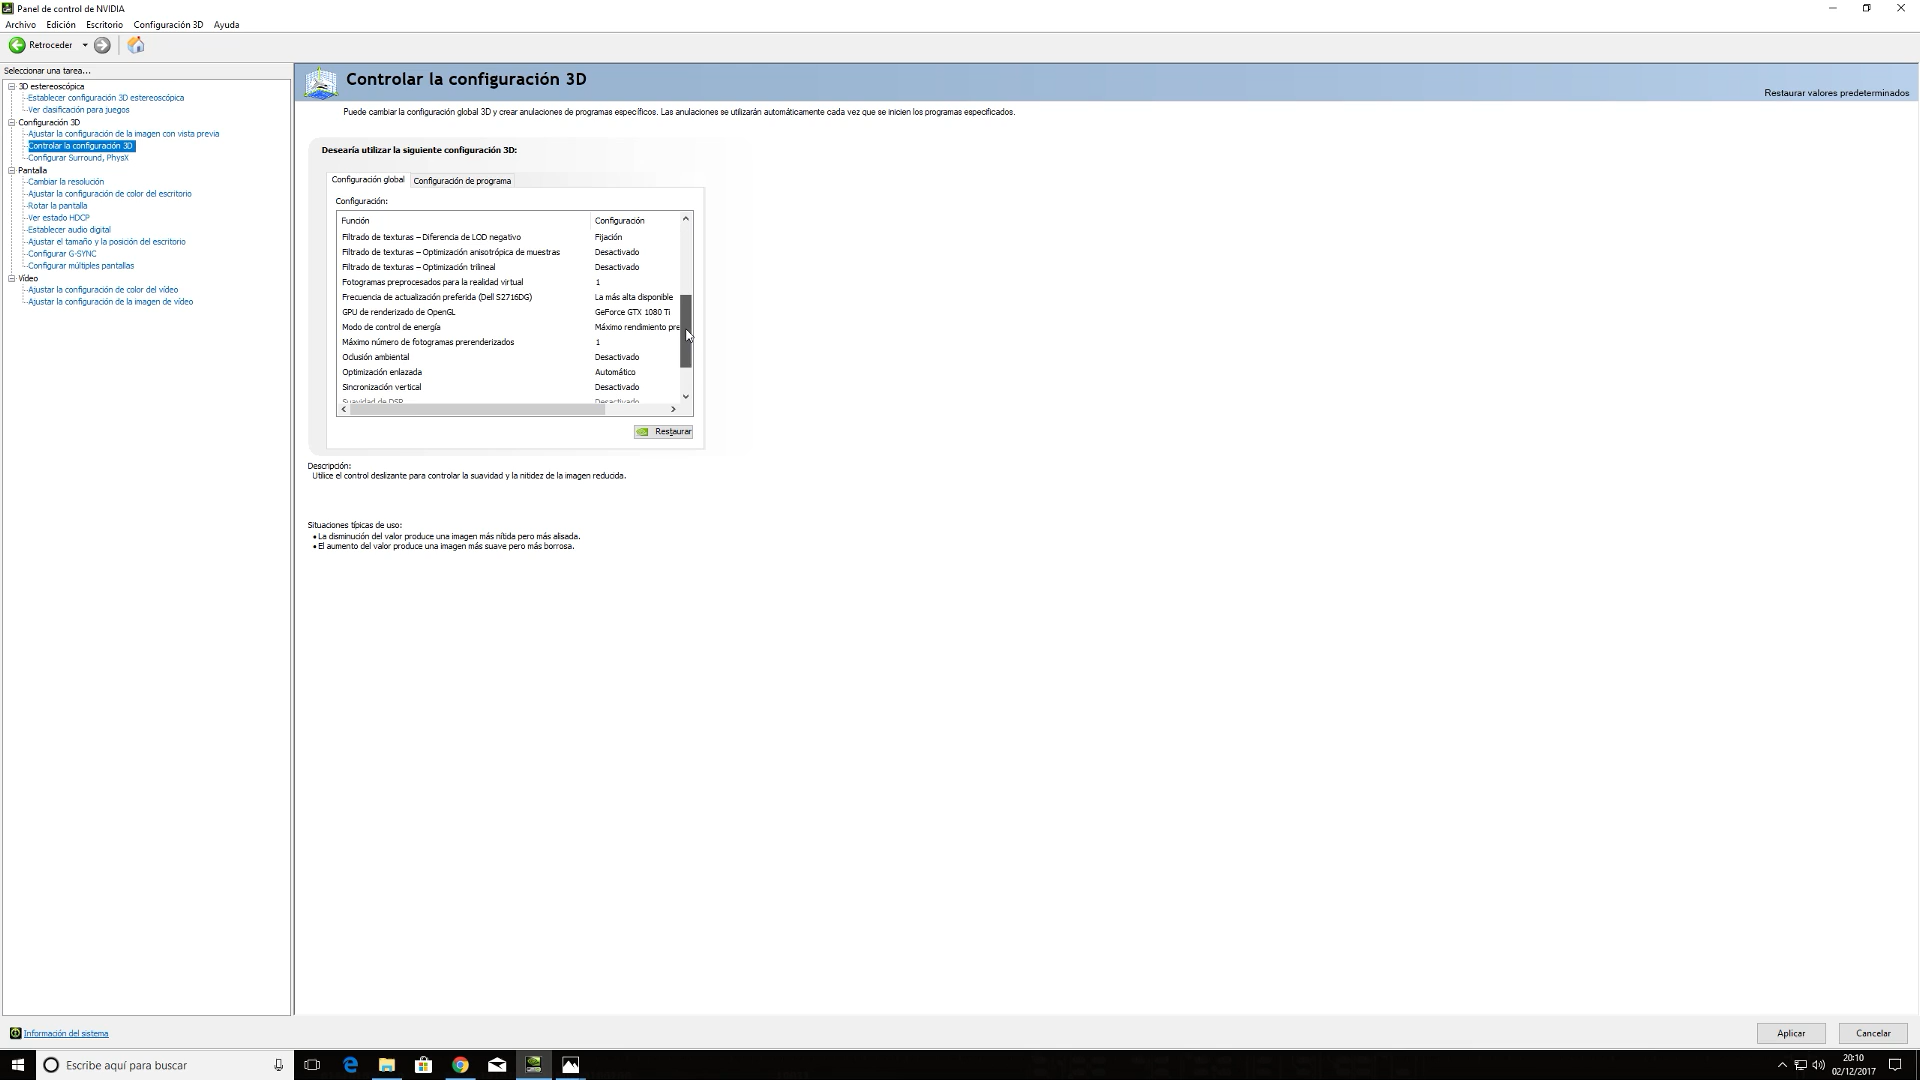 Panel de control de NVIDIA
Archivo Edición Escritorio Configuración 3D Ayuda
Retroceder
Seleccionar una tarea...
3D estereoscópica
Establecer configuración 3D estereoscópica
Ver clasificación para juegos
Configuración 3D
Ajustar la configuración de la imagen con vista previa
Controlar la configuración 3D
Configurar Surround, PhysX
Pantalla
Cambiar la resolución
Ajustar la configuración de color del escritorio
Rotar la pantalla
Ver estado HDCP
Establecer audio digital
Ajustar el tamaño y la posición del escritorio
Configurar G-SYNC
Configurar múltiples pantallas
Vídeo
Ajustar la configuración de color del vídeo
Ajustar la configuración de la imagen de vídeo
Información del sistema
Controlar la configuración 3D
Restaurar valores predeterminados
Puede cambiar la configuración global 3D y crear anulaciones de programas específicos. Las anulaciones se utilizarán automáticamente cada vez que se inicien los programas especificados.
Desearía utilizar la siguiente configuración 3D:
Configuración global Configuración de programa
Configuración:
Función Configuración
Filtrado de texturas – Diferencia de LOD negativo Fijación
Filtrado de texturas – Optimización anisotrópica de muestras Desactivado
Filtrado de texturas – Optimización trilineal Desactivado
Fotogramas preprocesados para la realidad virtual 1
Frecuencia de actualización preferida (Dell S2716DG) La más alta disponible
GPU de renderizado de OpenGL GeForce GTX 1080 Ti
Modo de control de energía Máximo rendimiento pre
Máximo número de fotogramas prerenderizados 1
Oclusión ambiental Desactivado
Optimización enlazada Automático
Sincronización vertical Desactivado
Suavidad de DSR Desactivado
Restaurar
Descripción:
Utilice el control deslizante para controlar la suavidad y la nitidez de la imagen reducida.
Situaciones típicas de uso:
• La disminución del valor produce una imagen más nítida pero más alisada.
• El aumento del valor produce una imagen más suave pero más borrosa.
Aplicar Cancelar
Escribe aquí para buscar
20:10
02/12/2017